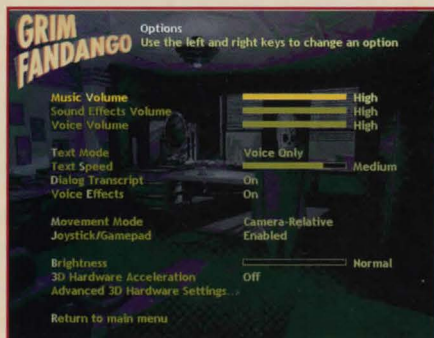 GRIM
FANDANGO
Options
Use the left and right keys to change an option
Music Volume High
Sound Effects Volume High
Voice Volume High
Text Mode Voice Only
Text Speed Medium
Dialog Transcript On
Voice Effects On
Movement Mode Camera-Relative
Joystick/Gamepad Enabled
Brightness Normal
3D Hardware Acceleration Off
Advanced 3D Hardware Settings...
Return to main menu